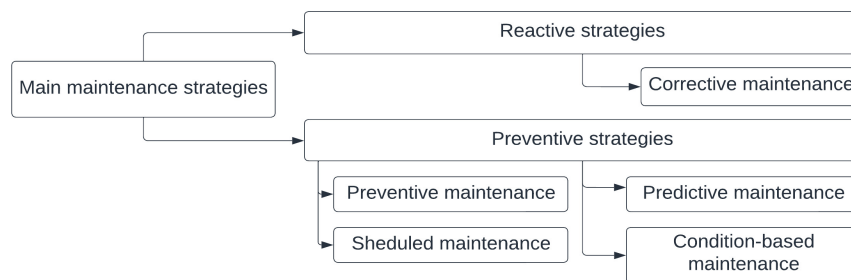 Reactive strategies
Main maintenance strategies
Corrective maintenance
Preventive strategies
Preventive maintenance
Predictive maintenance
Sheduled maintenance
Condition-based
maintenance